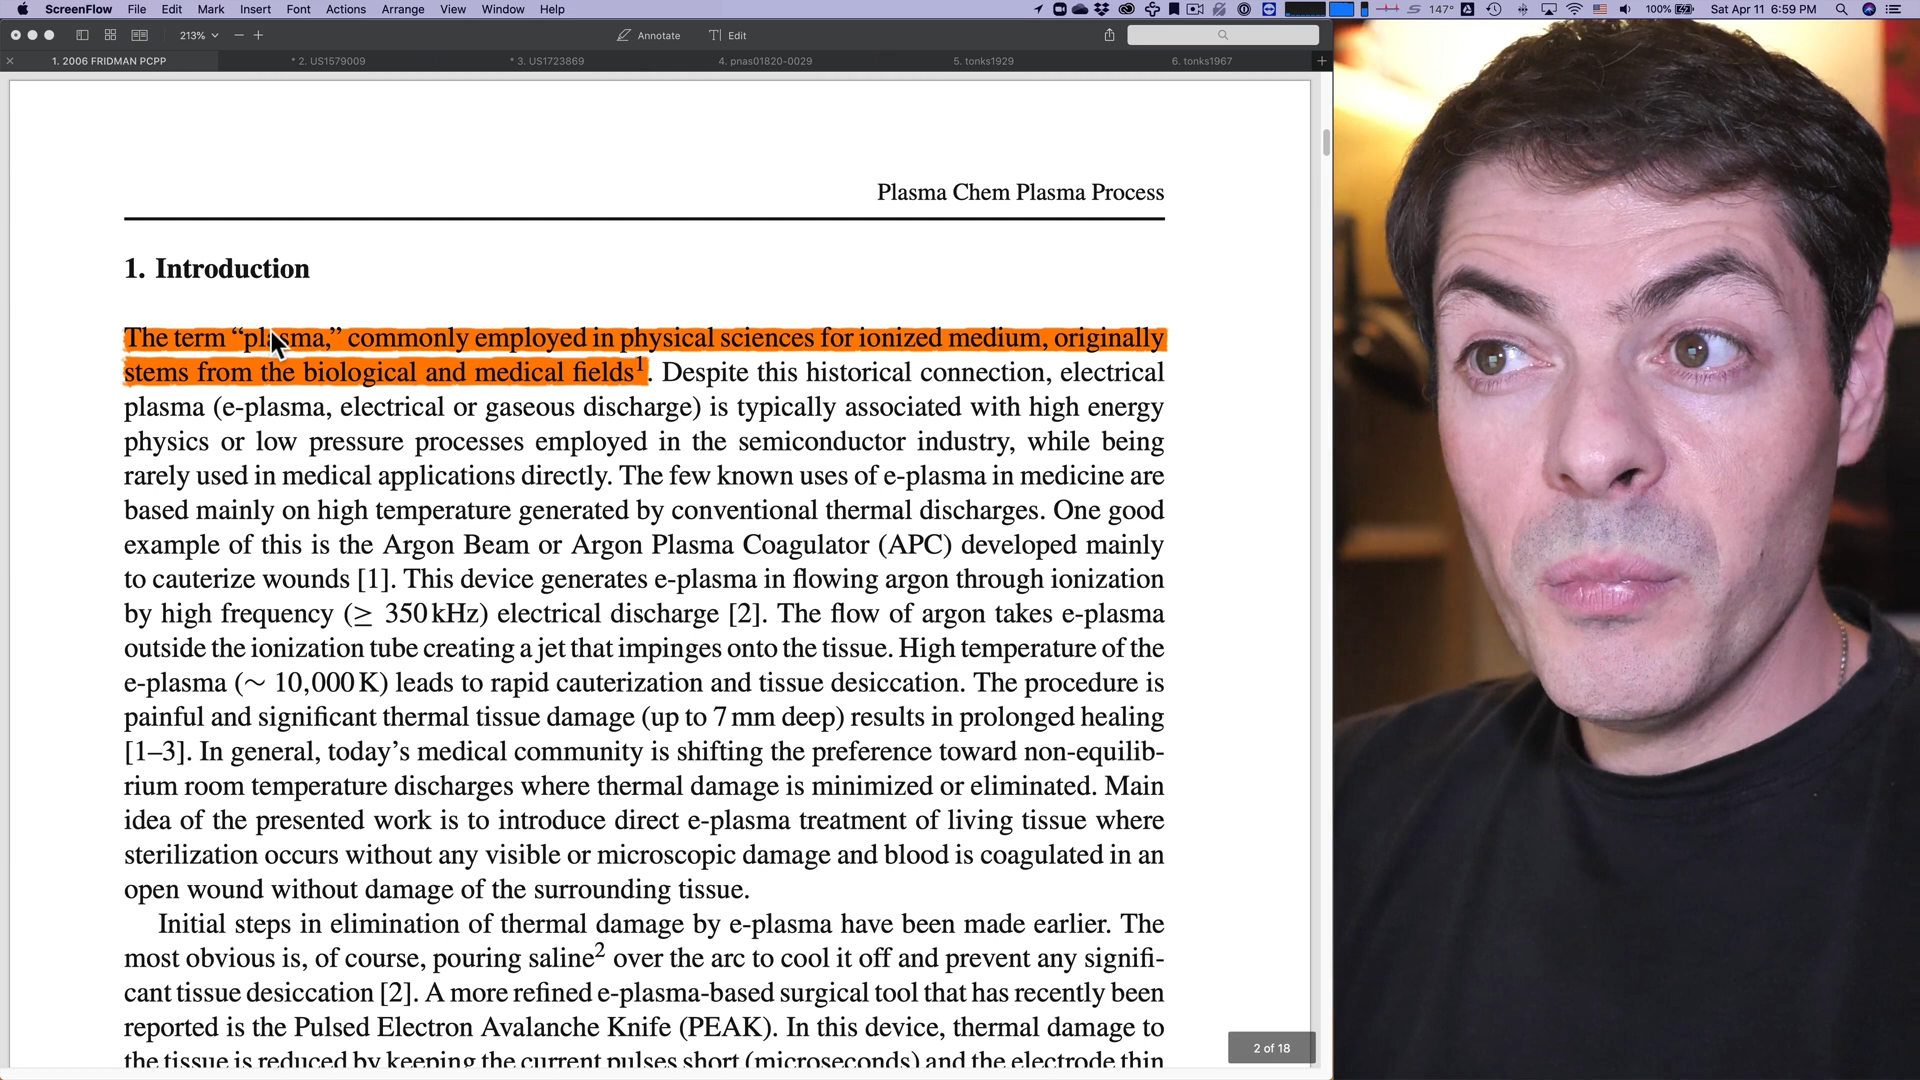 ScreenFlow File Edit Mark Insert Font Actions Arrange View Window Help 147° 100% Sat Apr 11 6:59 PM
213% Annotate Edit
1. 2006 FRIDMAN PCPP * 2. US1579009 * 3. US1723869 4. pnas01820-0029 5. tonks1929 6. tonks1967
Plasma Chem Plasma Process
1. Introduction
The term “plasma,” commonly employed in physical sciences for ionized medium, originally
stems from the biological and medical fields1. Despite this historical connection, electrical
plasma (e-plasma, electrical or gaseous discharge) is typically associated with high energy
physics or low pressure processes employed in the semiconductor industry, while being
rarely used in medical applications directly. The few known uses of e-plasma in medicine are
based mainly on high temperature generated by conventional thermal discharges. One good
example of this is the Argon Beam or Argon Plasma Coagulator (APC) developed mainly
to cauterize wounds [1]. This device generates e-plasma in flowing argon through ionization
by high frequency (≥ 350 kHz) electrical discharge [2]. The flow of argon takes e-plasma
outside the ionization tube creating a jet that impinges onto the tissue. High temperature of the
e-plasma (∼ 10,000 K) leads to rapid cauterization and tissue desiccation. The procedure is
painful and significant thermal tissue damage (up to 7 mm deep) results in prolonged healing
[1–3]. In general, today’s medical community is shifting the preference toward non-equilib-
rium room temperature discharges where thermal damage is minimized or eliminated. Main
idea of the presented work is to introduce direct e-plasma treatment of living tissue where
sterilization occurs without any visible or microscopic damage and blood is coagulated in an
open wound without damage of the surrounding tissue.
Initial steps in elimination of thermal damage by e-plasma have been made earlier. The
most obvious is, of course, pouring saline2 over the arc to cool it off and prevent any signifi-
cant tissue desiccation [2]. A more refined e-plasma-based surgical tool that has recently been
reported is the Pulsed Electron Avalanche Knife (PEAK). In this device, thermal damage to
the tissue is reduced by keeping the current pulses short (microseconds) and the electrode thin
2 of 18